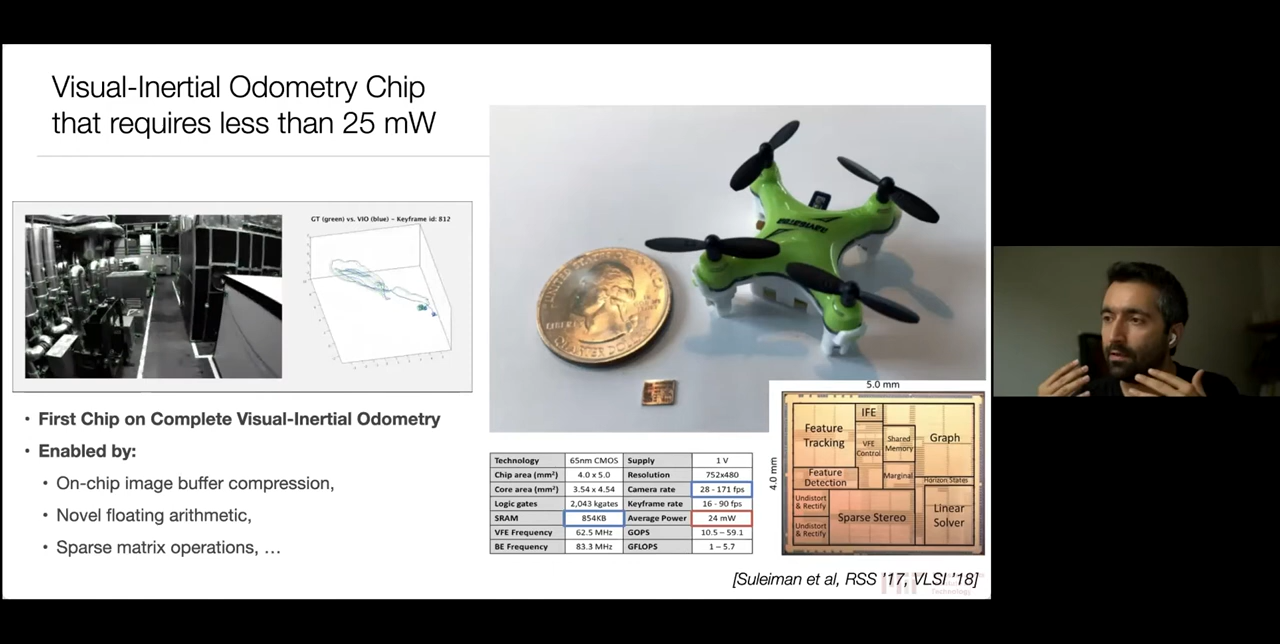 Visual-Inertial Odometry Chip
that requires less than 25 mW
GT (green) vs. VIO (blue) - Keyframe id: 812
• First Chip on Complete Visual-Inertial Odometry
• Enabled by:
• On-chip image buffer compression,
• Novel floating arithmetic,
• Sparse matrix operations, …
LIBERTY
QUARTER DOLLAR
Technology 65nm CMOS Supply 1 V
Chip area (mm²) 4.0 x 5.0 Resolution 752x480
Core area (mm²) 3.54 x 4.54 Camera rate 28 - 171 fps
Logic gates 2,043 kgates Keyframe rate 16 - 90 fps
SRAM 854KB Average Power 24 mW
VFE Frequency 62.5 MHz GOPS 10.5 – 59.1
BE Frequency 83.3 MHz GFLOPS 1 – 5.7
5.0 mm
4.0 mm
IFE
Feature
Tracking
VFE
Control
Shared
Memory
Graph
Feature
Detection
Marginal
Horizon States
Undistort
& Rectify
Undistort
& Rectify
Sparse Stereo
Linear
Solver
[Suleiman et al, RSS '17, VLSI '18]
Technology